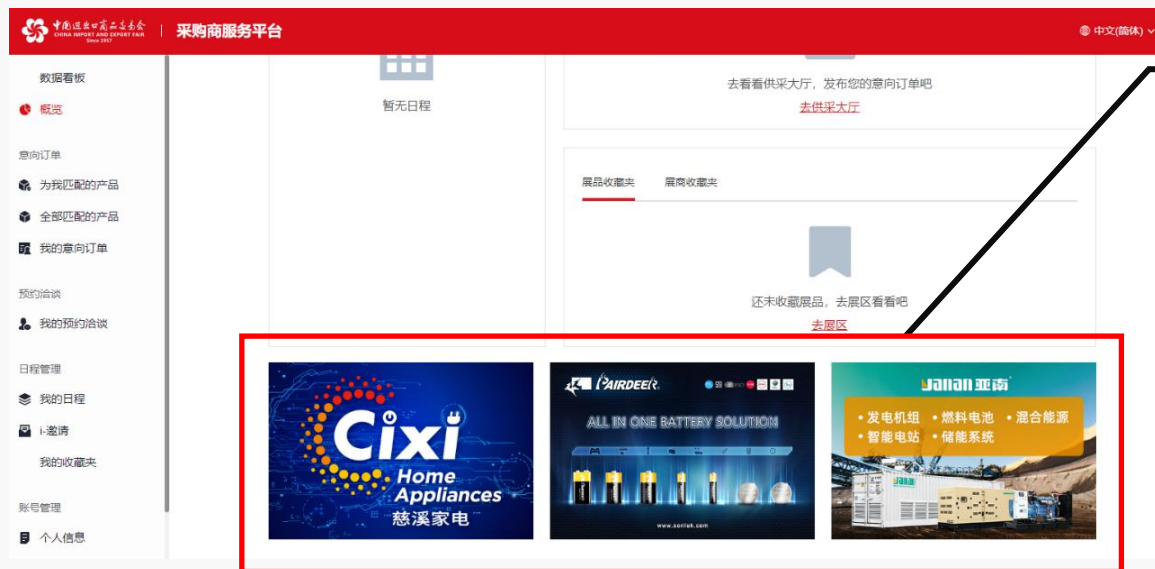 中国进出口商品交易会
CHINA IMPORT AND EXPORT FAIR
Since 1957
采购商服务平台
中文(简体)
数据看板
概览
意向订单
为我匹配的产品
全部匹配的产品
我的意向订单
预约洽谈
我的预约洽谈
日程管理
我的日程
i-邀请
我的收藏夹
账号管理
个人信息
暂无日程
去看看供采大厅，发布您的意向订单吧
去供采大厅
展品收藏夹 展商收藏夹
还未收藏展品，去展区看看吧
去展区
Cixi
Home
Appliances
慈溪家电
PAIRDEER
ALL IN ONE BATTERY SOLUTION
www.sonluk.com
Yanan 亚南
•发电机组 •燃料电池 •混合能源
•智能电站 •储能系统